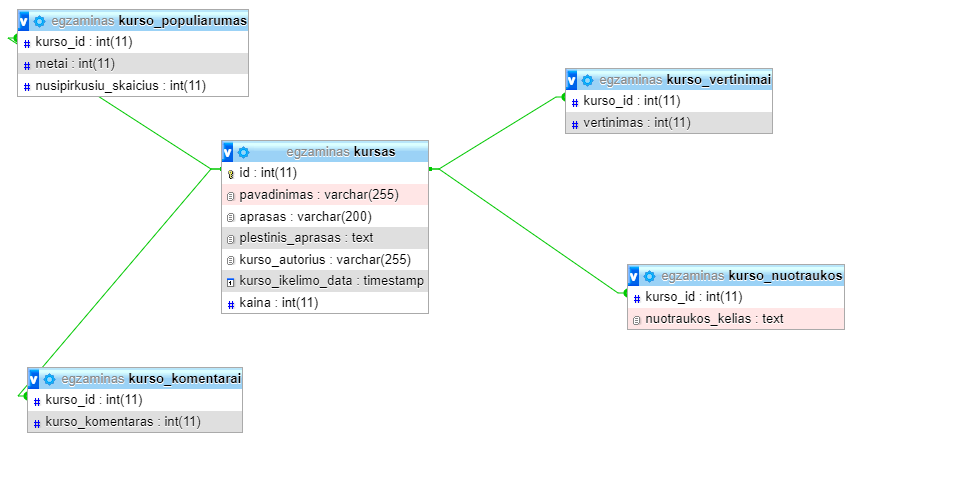 v egzaminas kurso_populiarumas
# kurso_id : int(11)
# metai : int(11)
# nusipirkusiu_skaicius : int(11)
v egzaminas kurso_vertinimai
# kurso_id : int(11)
# vertinimas : int(11)
v egzaminas kursas
id : int(11)
pavadinimas : varchar(255)
aprasas : varchar(200)
plestinis_aprasas : text
kurso_autorius : varchar(255)
kurso_ikelimo_data : timestamp
# kaina : int(11)
v egzaminas kurso_nuotraukos
# kurso_id : int(11)
nuotraukos_kelias : text
v egzaminas kurso_komentarai
# kurso_id : int(11)
# kurso_komentaras : int(11)